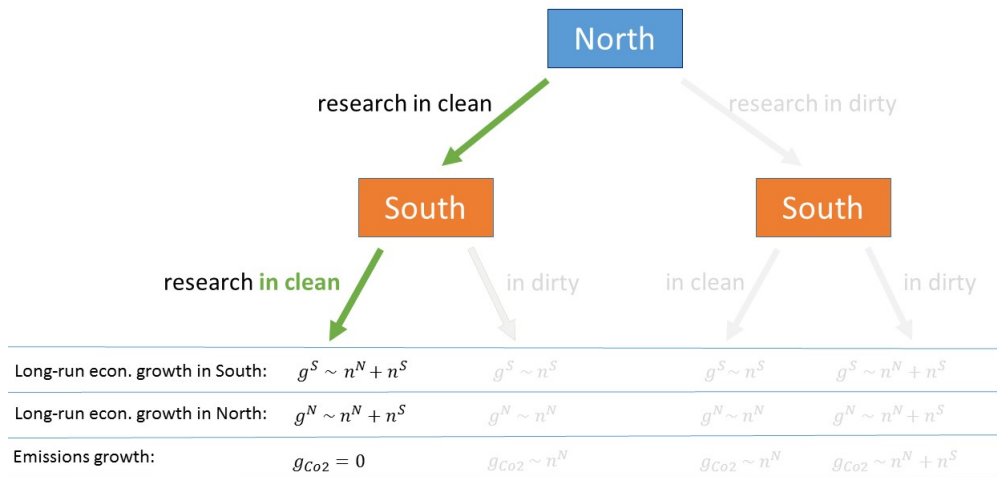 North
research in clean
research in dirty
South
South
research in clean
in dirty
in clean
in dirty
Long-run econ. growth in South: g^S ~ n^N + n^S g^S ~ n^S g^S ~ n^S g^S ~ n^N + n^S
Long-run econ. growth in North: g^N ~ n^N + n^S g^N ~ n^N g^N ~ n^N g^N ~ n^N + n^S
Emissions growth: g_{Co2} = 0 g_{Co2} ~ n^N g_{Co2} ~ n^N g_{Co2} ~ n^N + n^S